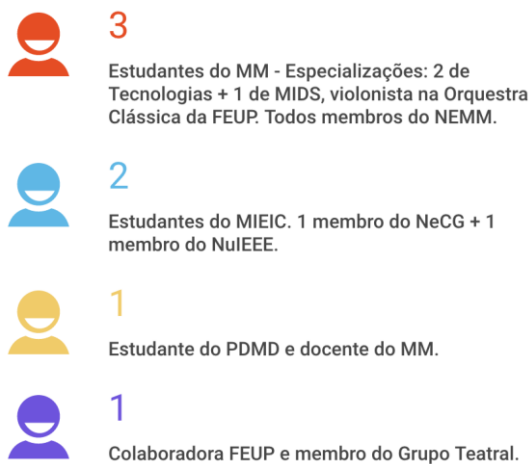 3
Estudantes do MM - Especializações: 2 de
Tecnologias + 1 de MIDS, violonista na Orquestra
Clássica da FEUP. Todos membros do NEMM.
2
Estudantes do MIEIC. 1 membro do NeCG + 1
membro do NuIEEE.
1
Estudante do PDMD e docente do MM.
1
Colaboradora FEUP e membro do Grupo Teatral.